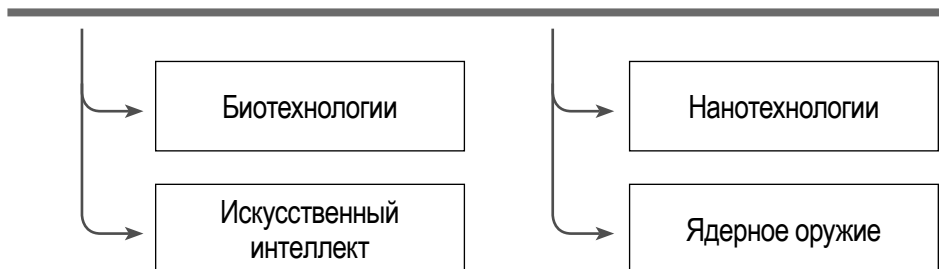 Биотехнологии
Нанотехнологии
Искусственный
интеллект
Ядерное оружие